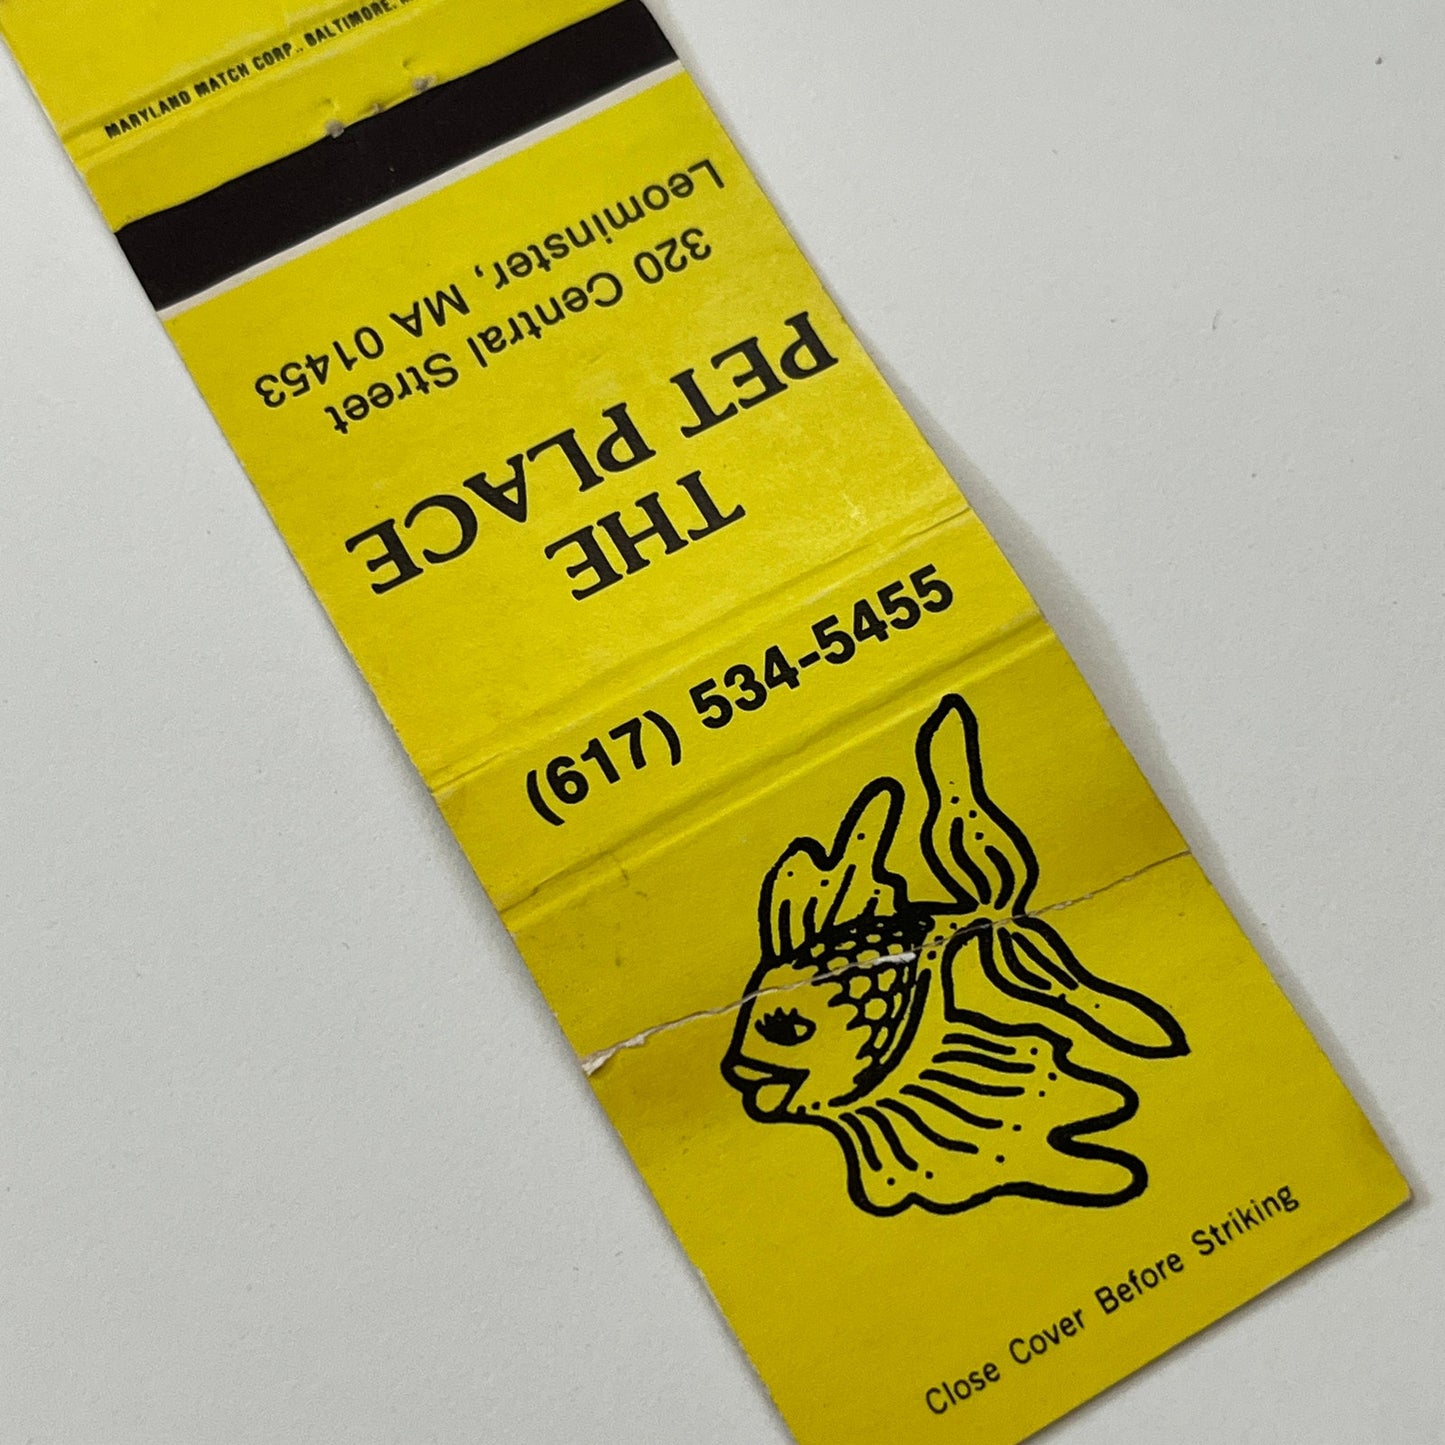 MARYLAND MATCH CORP., BALTIMORE,
THE
PET PLACE
320 Central Street
Leominster, MA 01453
(617) 534-5455
Close Cover Before Striking